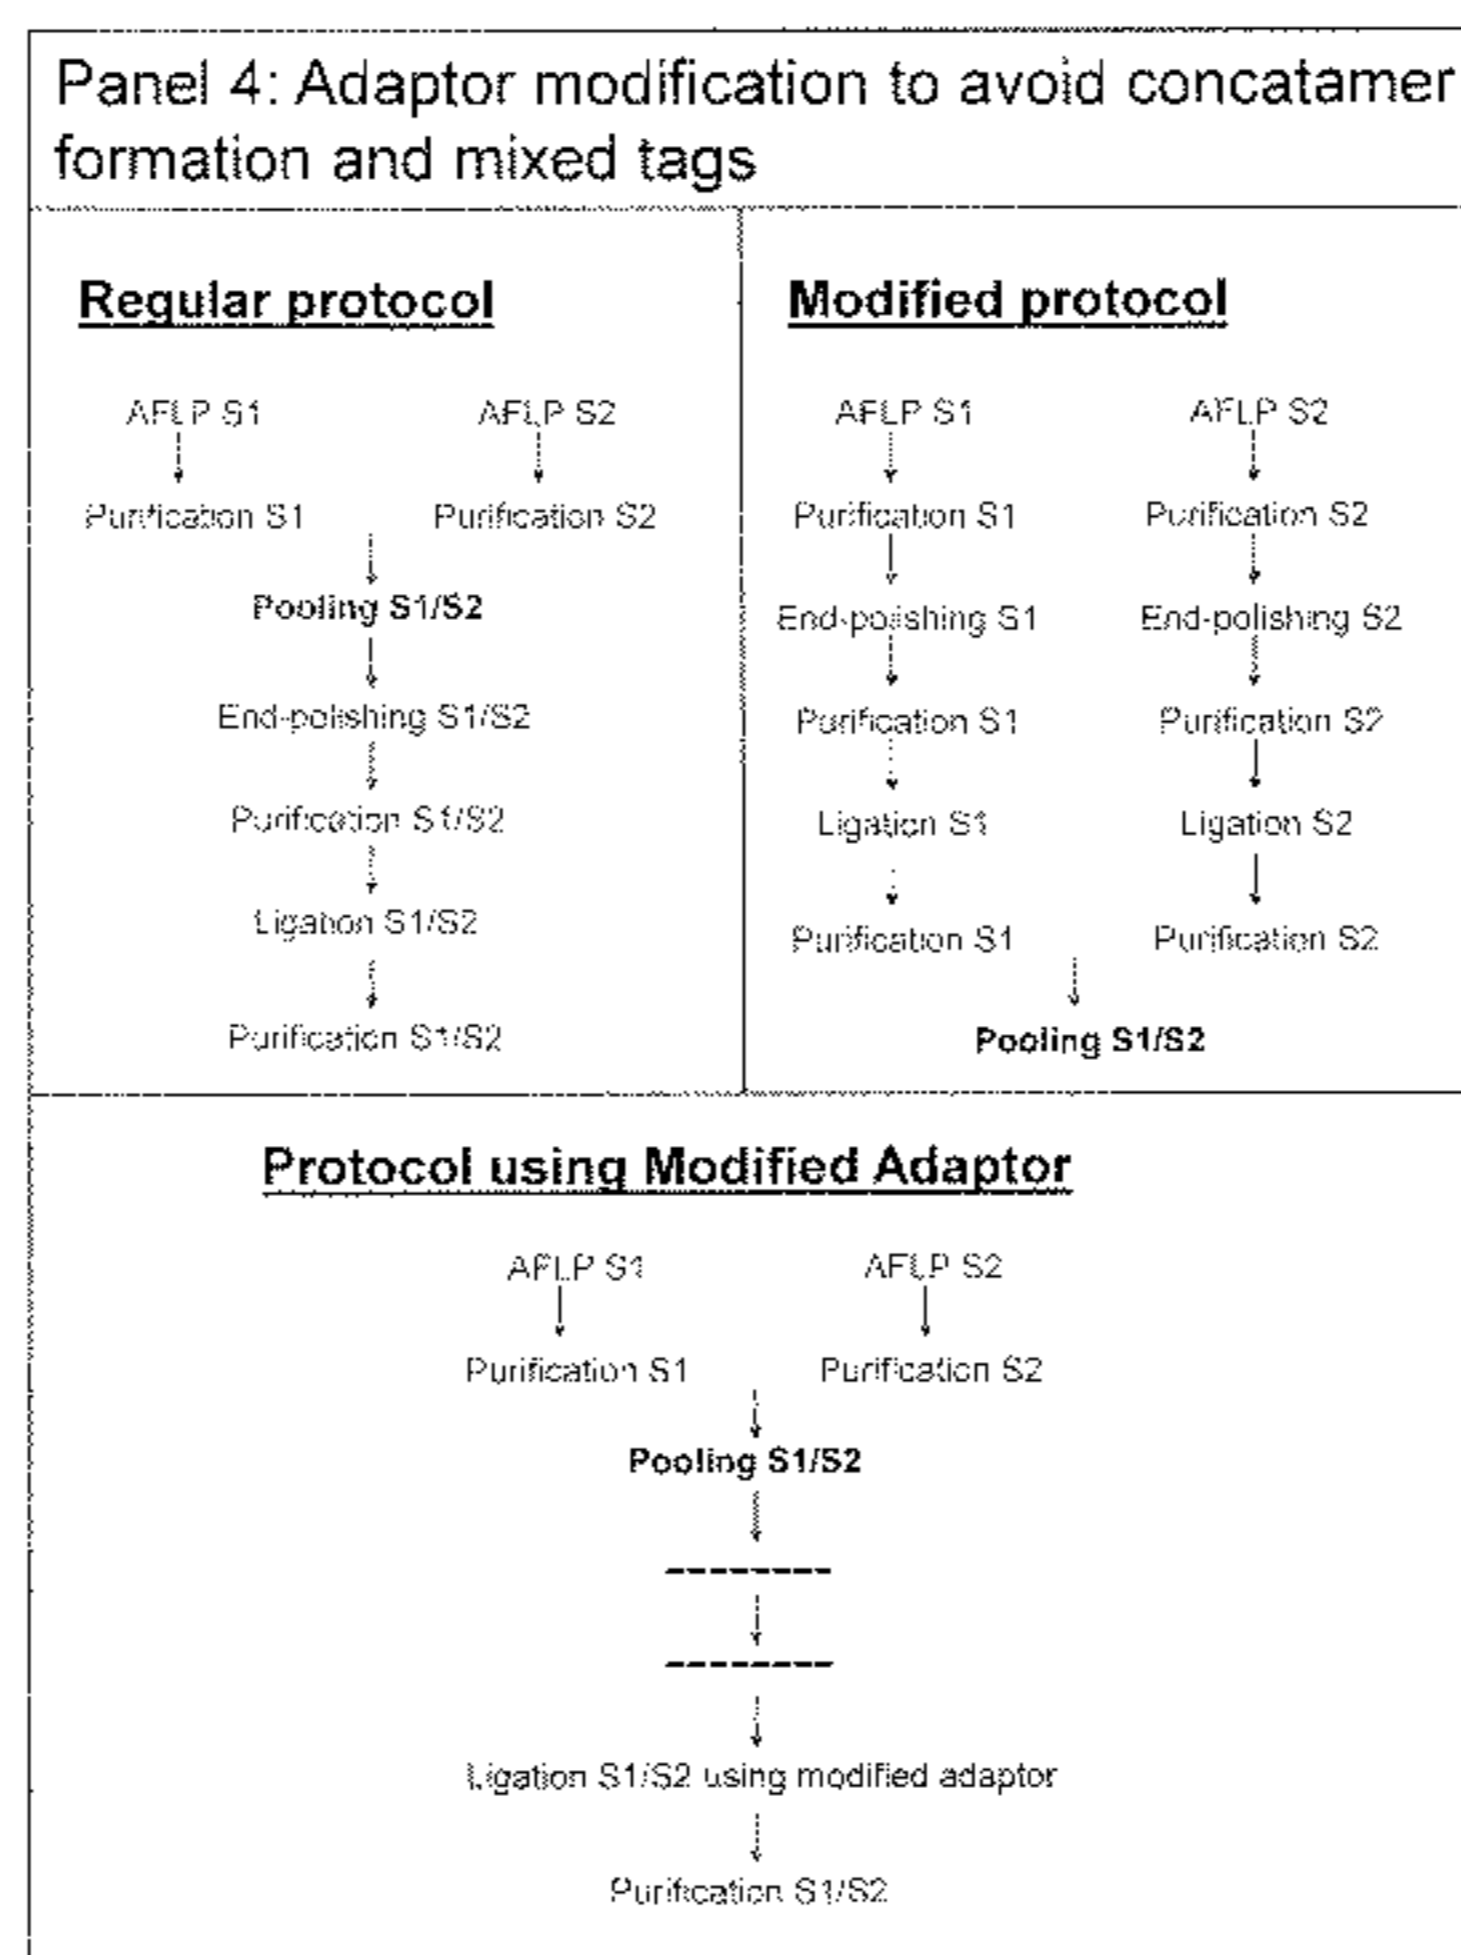 Panel 4: Adaptor modification to avoid concatamer
formation and mixed tags
Regular protocol
AFLP S1
AFLP S2
Purification S1
Purification S2
Pooling S1/S2
End-polishing S1/S2
Purification S1/S2
Ligation S1/S2
Purification S1/S2
Modified protocol
AFLP S1
AFLP S2
Purification S1
Purification S2
End-polishing S1
End-polishing S2
Purification S1
Purification S2
Ligation S1
Ligation S2
Purification S1
Purification S2
Pooling S1/S2
Protocol using Modified Adaptor
AFLP S1
AFLP S2
Purification S1
Purification S2
Pooling S1/S2
--------
--------
Ligation S1/S2 using modified adaptor
Purification S1/S2